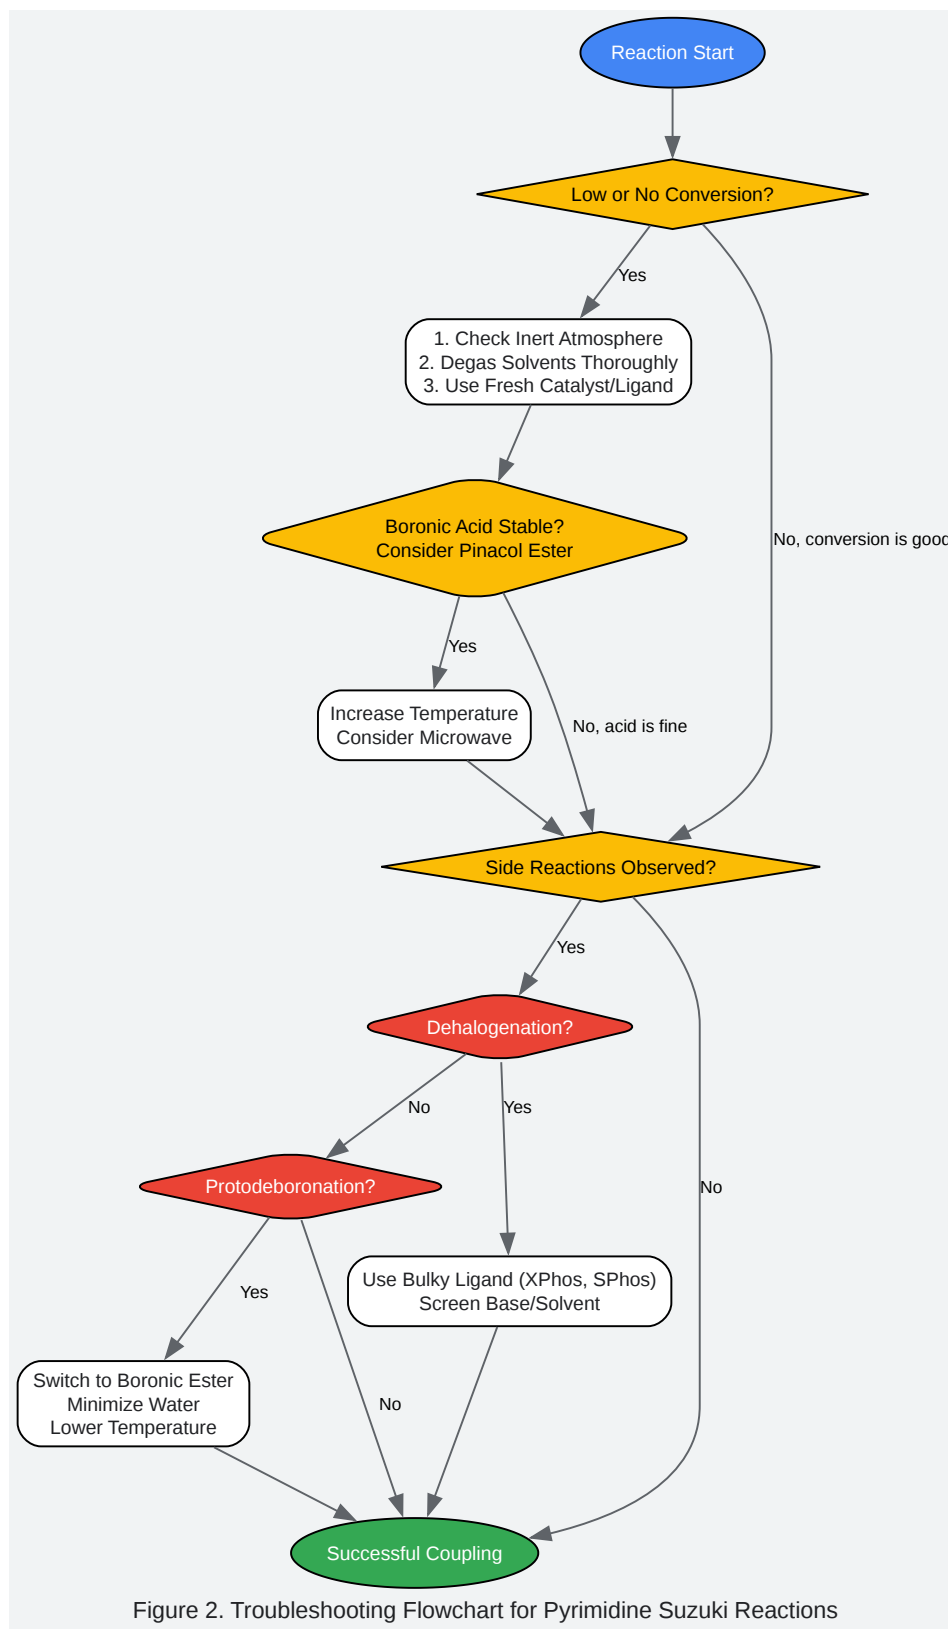 Reaction Start
Low or No Conversion?
Yes
1. Check Inert Atmosphere
2. Degas Solvents Thoroughly
3. Use Fresh Catalyst/Ligand
Boronic Acid Stable?
Consider Pinacol Ester
No, conversion is good
Yes
Increase Temperature
Consider Microwave
No, acid is fine
Side Reactions Observed?
Yes
Dehalogenation?
No
Yes
Protodeboronation?
No
Use Bulky Ligand (XPhos, SPhos)
Screen Base/Solvent
Yes
Switch to Boronic Ester
Minimize Water
Lower Temperature
No
Successful Coupling
Figure 2. Troubleshooting Flowchart for Pyrimidine Suzuki Reactions